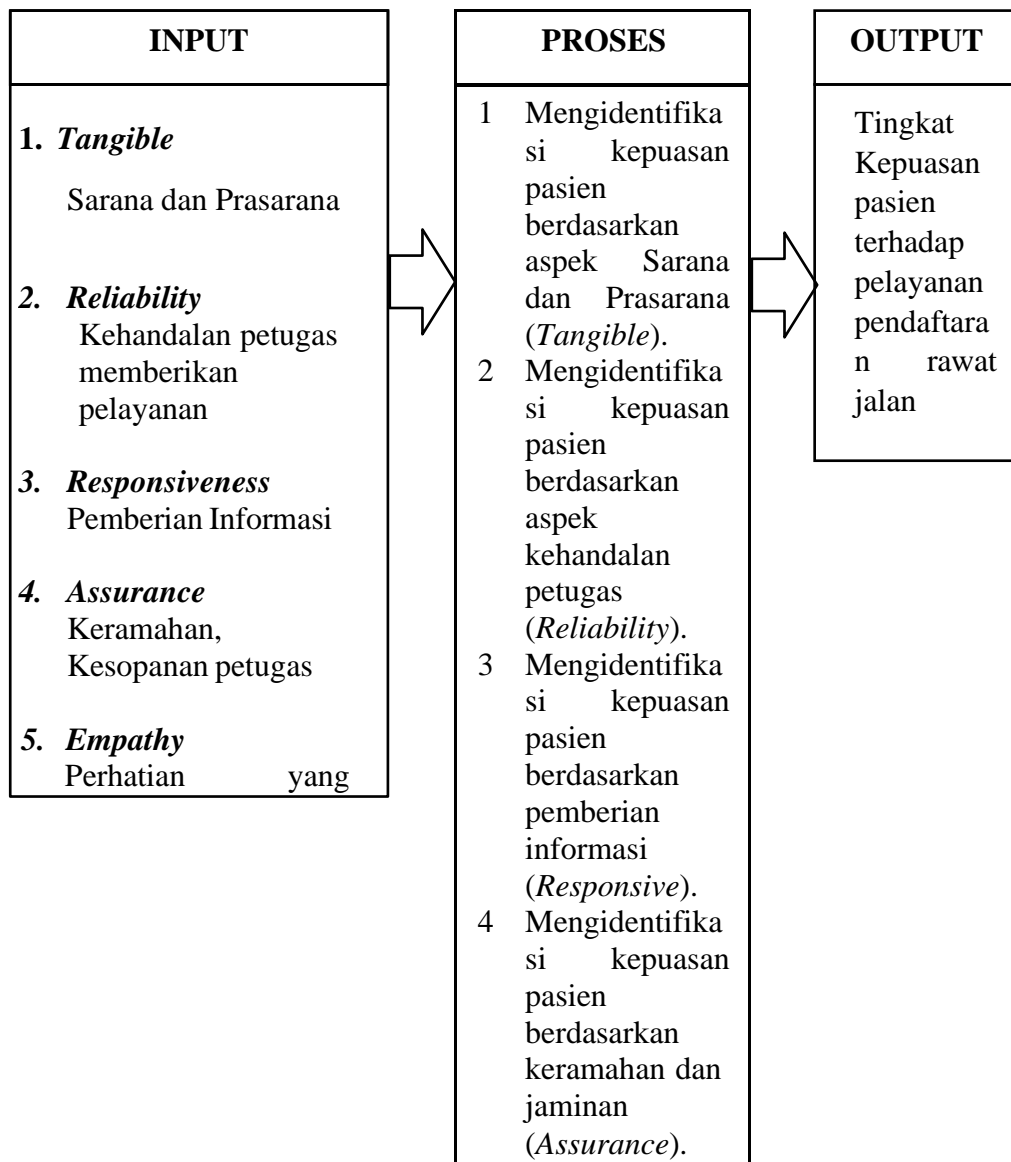 INPUT
1. Tangible
Sarana dan Prasarana
2. Reliability
Kehandalan petugas
memberikan
pelayanan
3. Responsiveness
Pemberian Informasi
4. Assurance
Keramahan,
Kesopanan petugas
5. Empathy
Perhatian yang
PROSES
1 Mengidentifika
si kepuasan
pasien
berdasarkan
aspek Sarana
dan Prasarana
(Tangible).
2 Mengidentifika
si kepuasan
pasien
berdasarkan
aspek
kehandalan
petugas
(Reliability).
3 Mengidentifika
si kepuasan
pasien
berdasarkan
pemberian
informasi
(Responsive).
4 Mengidentifika
si kepuasan
pasien
berdasarkan
keramahan dan
jaminan
(Assurance).
OUTPUT
Tingkat
Kepuasan
pasien
terhadap
pelayanan
pendaftara
n rawat
jalan